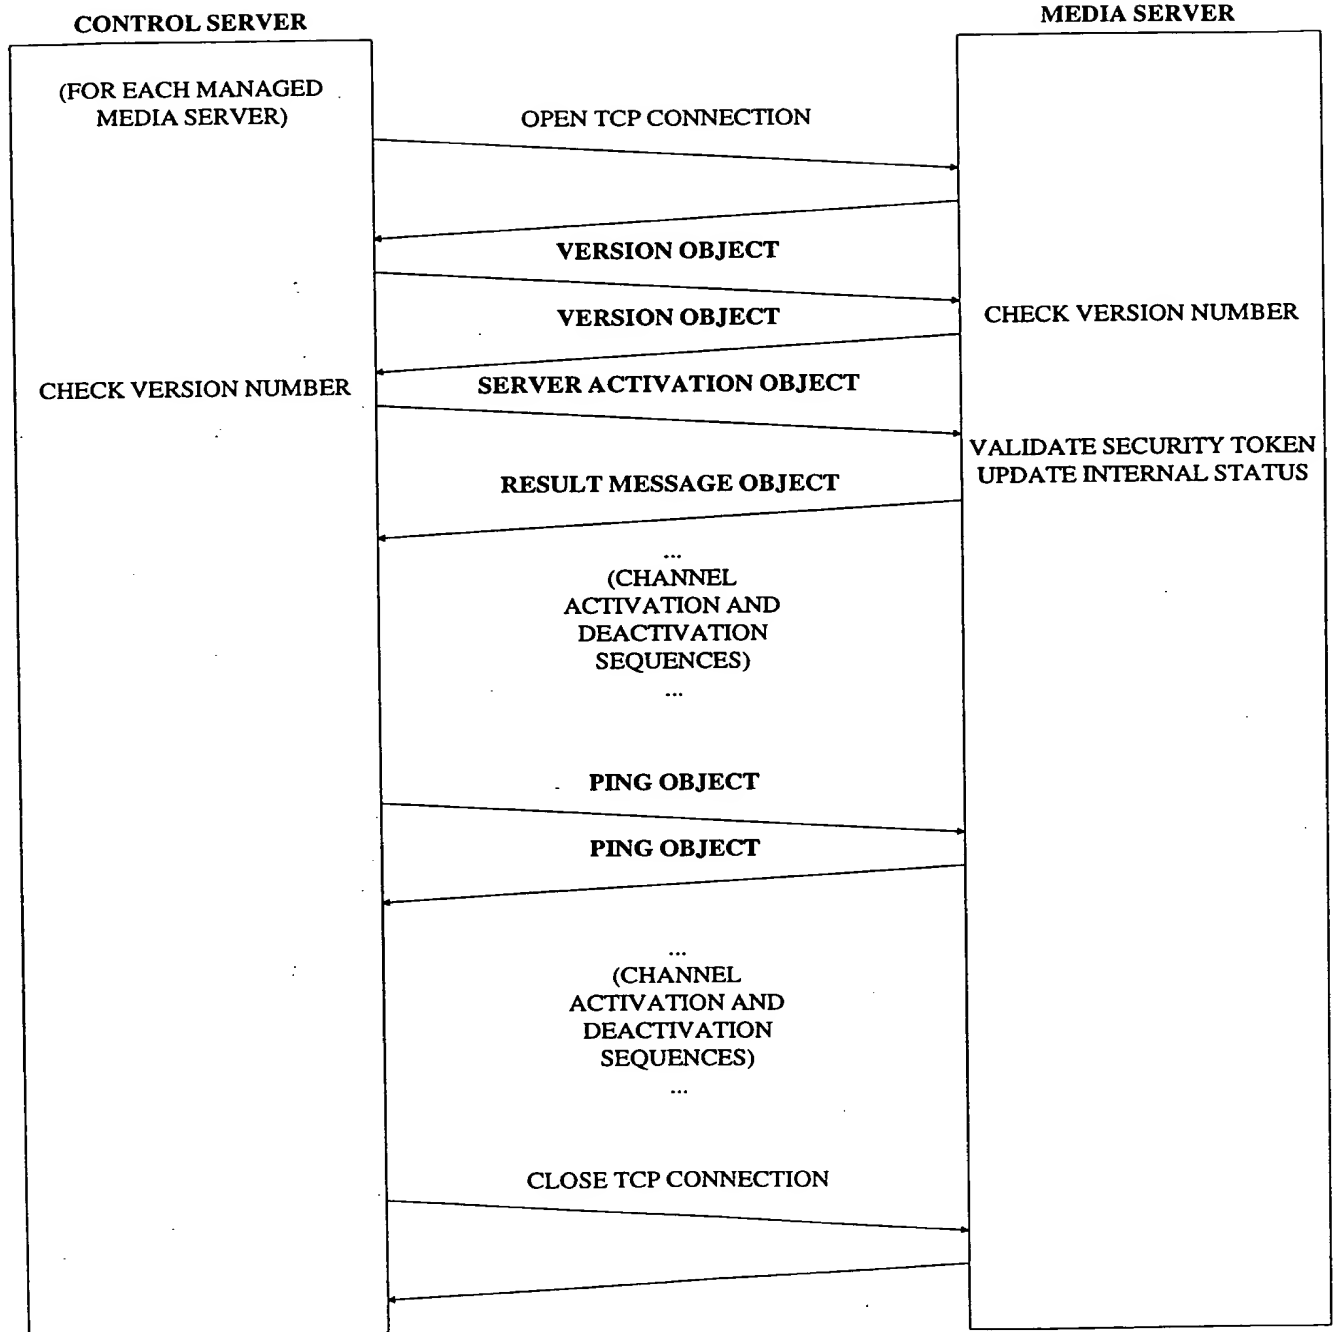 CONTROL SERVER
MEDIA SERVER
(FOR EACH MANAGED
MEDIA SERVER)
OPEN TCP CONNECTION
VERSION OBJECT
VERSION OBJECT
CHECK VERSION NUMBER
CHECK VERSION NUMBER
SERVER ACTIVATION OBJECT
VALIDATE SECURITY TOKEN
UPDATE INTERNAL STATUS
RESULT MESSAGE OBJECT
...
(CHANNEL
ACTIVATION AND
DEACTIVATION
SEQUENCES)
...
PING OBJECT
PING OBJECT
...
(CHANNEL
ACTIVATION AND
DEACTIVATION
SEQUENCES)
...
CLOSE TCP CONNECTION